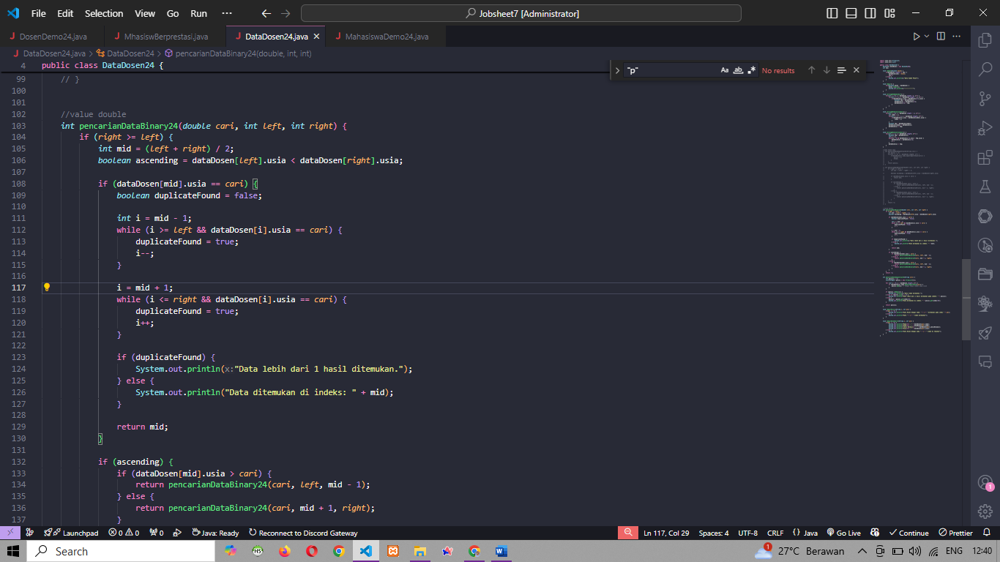 File Edit Selection View Go Run ··· Jobsheet7 [Administrator]
DosenDemo24.java MhasiswBerprestasi.java DataDosen24.java MahasiswaDemo24.java
DataDosen24.java > DataDosen24 > pencarianDataBinary24(double, int, int)
4 public class DataDosen24 {
"p" Aa ab No results
99 // }
100
101
102 //value double
103 int pencarianDataBinary24(double cari, int left, int right) {
104 if (right >= left) {
105 int mid = (left + right) / 2;
106 boolean ascending = dataDosen[left].usia < dataDosen[right].usia;
107
108 if (dataDosen[mid].usia == cari) {
109 boolean duplicateFound = false;
110
111 int i = mid - 1;
112 while (i >= left && dataDosen[i].usia == cari) {
113 duplicateFound = true;
114 i--;
115 }
116
117 i = mid + 1;
118 while (i <= right && dataDosen[i].usia == cari) {
119 duplicateFound = true;
120 i++;
121 }
122
123 if (duplicateFound) {
124 System.out.println(x:"Data lebih dari 1 hasil ditemukan.");
125 } else {
126 System.out.println("Data ditemukan di indeks: " + mid);
127 }
128
129 return mid;
130 }
131
132 if (ascending) {
133 if (dataDosen[mid].usia > cari) {
134 return pencarianDataBinary24(cari, left, mid - 1);
135 } else {
136 return pencarianDataBinary24(cari, mid + 1, right);
137 }
1
Launchpad 0 0 0 Java: Ready Reconnect to Discord Gateway Ln 117, Col 29 Spaces: 4 UTF-8 CRLF {} Java Go Live Continue Prettier
Search 1 27°C Berawan ENG 12:40